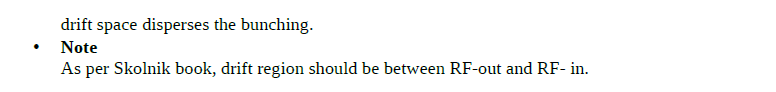 drift space disperses the bunching.
• Note
As per Skolnik book, drift region should be between RF-out and RF- in.